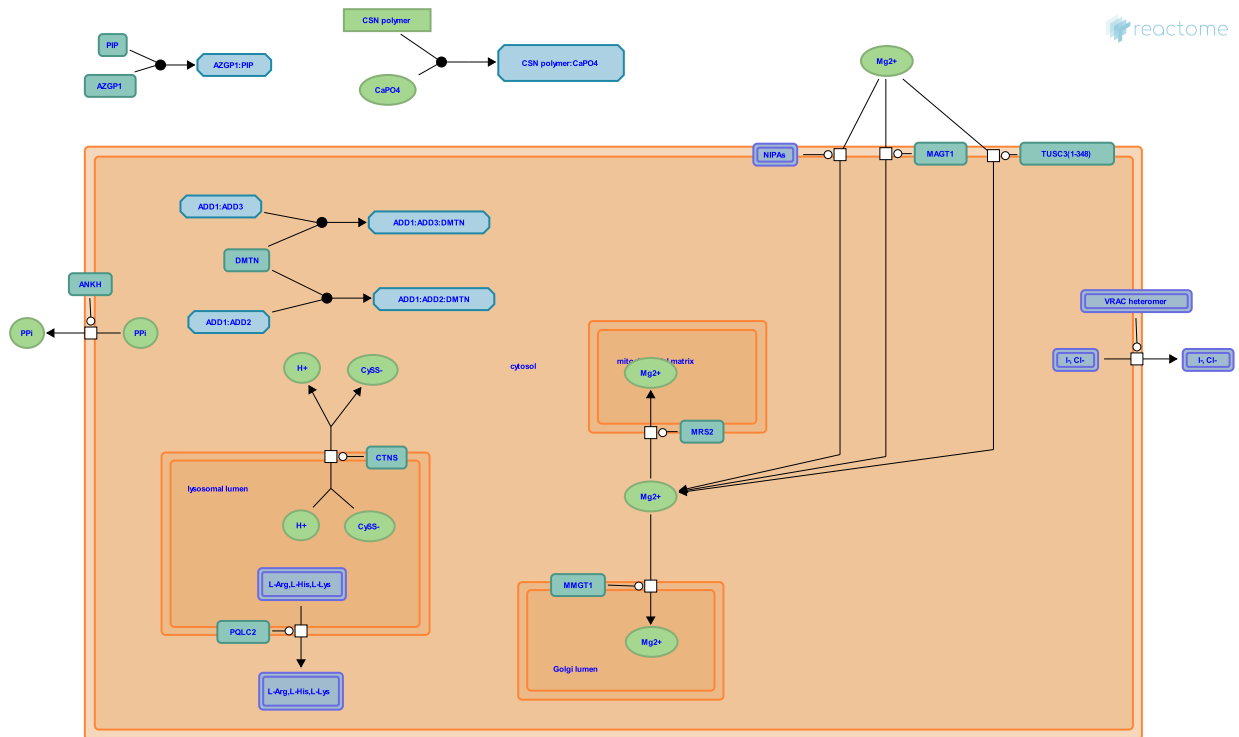 reactome
CSN polymer
PIP
AZGP1:PIP
AZGP1
CSN polymer:CaPO4
CaPO4
Mg2+
NIPAs
MAGT1
TUSC3(1-348)
ADD1:ADD3
ADD1:ADD3:DMTN
DMTN
ANKH
ADD1:ADD2:DMTN
VRAC heteromer
ADD1:ADD2
PPi
PPi
I-, Cl-
I-, Cl-
H+
CySS-
cytosol
matrix
Mg2+
MRS2
CTNS
lysosomal lumen
Mg2+
H+
CySS-
L-Arg,L-His,L-Lys
MMGT1
PQLC2
Mg2+
Golgi lumen
L-Arg,L-His,L-Lys